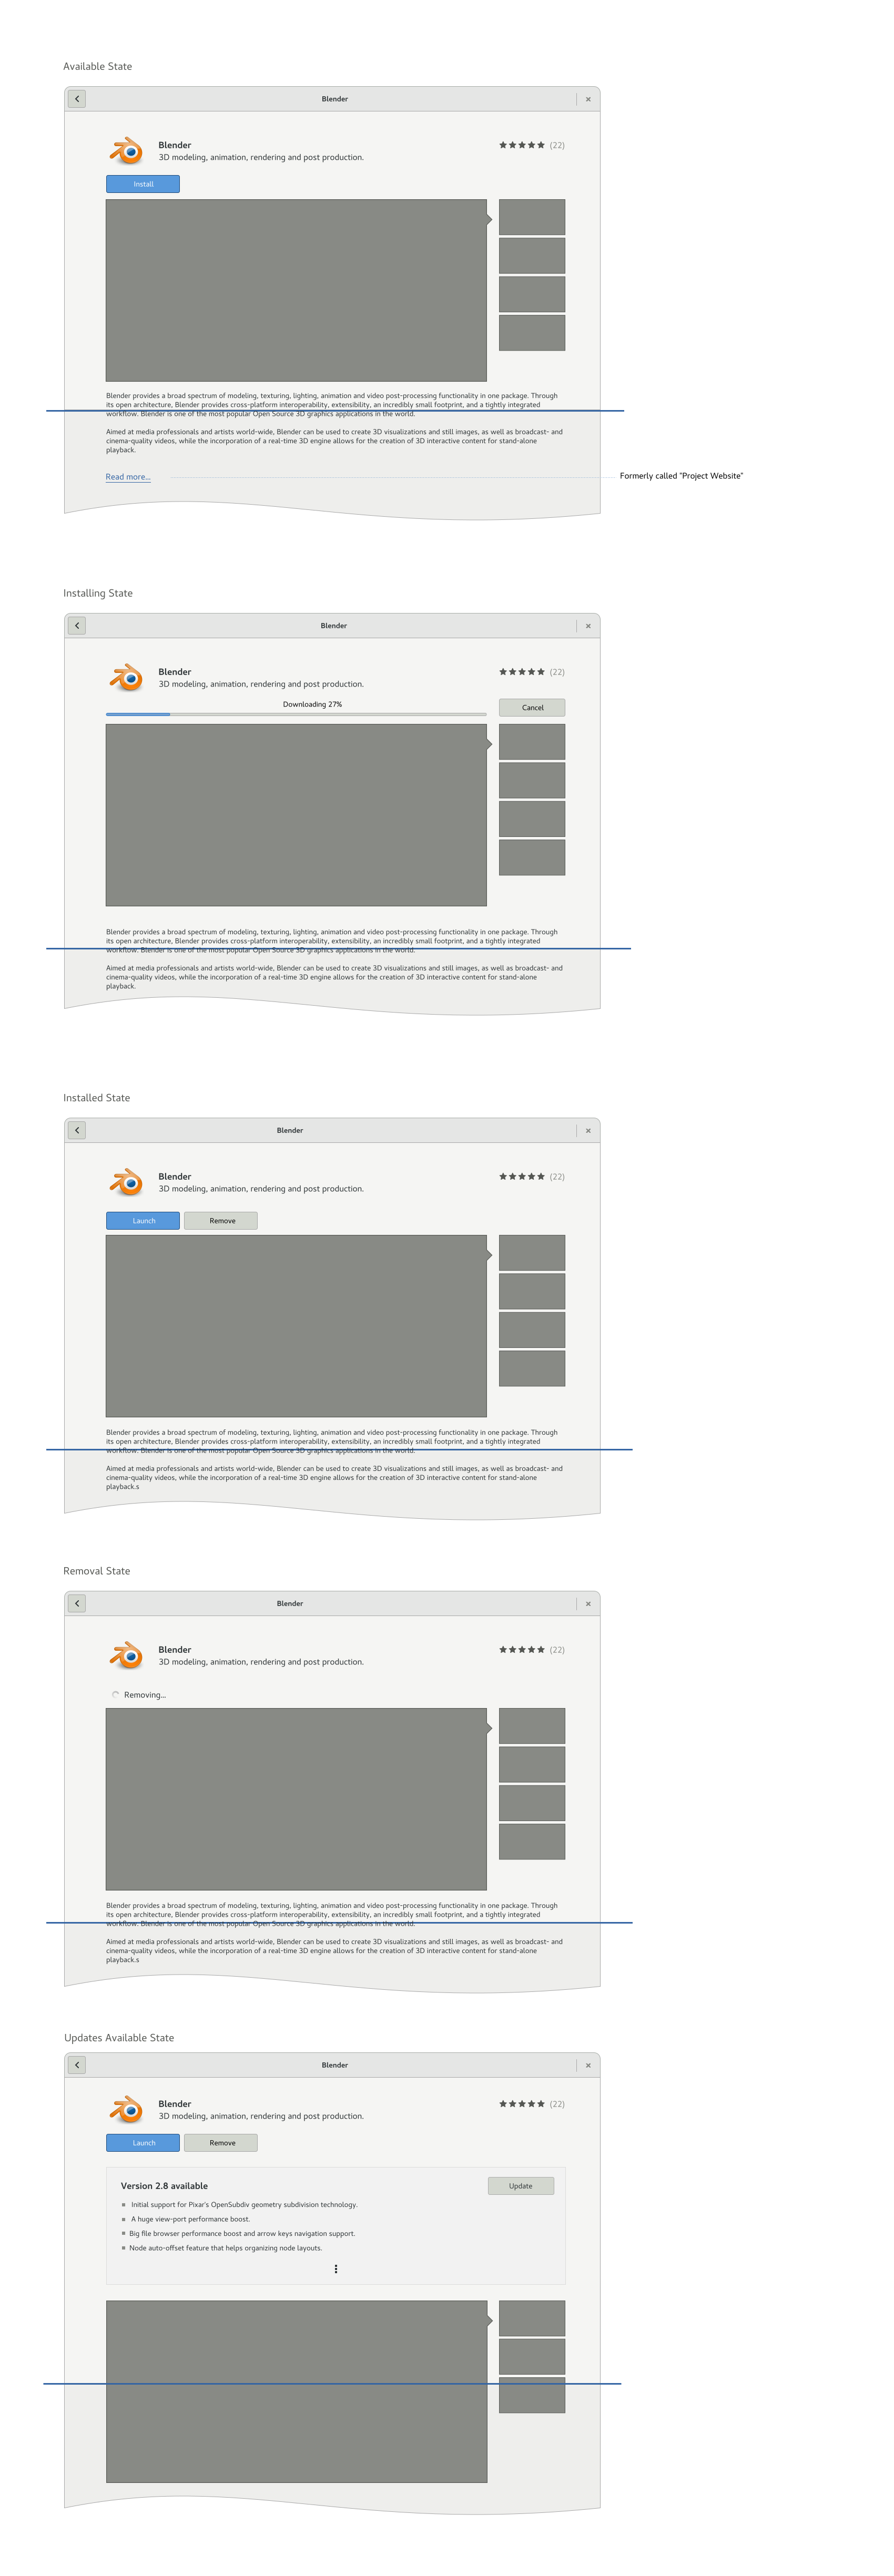 Available State
Blender
Blender
3D modeling, animation, rendering and post production.
(22)
Install
Blender provides a broad spectrum of modeling, texturing, lighting, animation and video post-processing functionality in one package. Through
its open architecture, Blender provides cross-platform interoperability, extensibility, an incredibly small footprint, and a tightly integrated
workflow. Blender is one of the most popular Open Source 3D graphics applications in the world.
Aimed at media professionals and artists world-wide, Blender can be used to create 3D visualizations and still images, as well as broadcast- and
cinema-quality videos, while the incorporation of a real-time 3D engine allows for the creation of 3D interactive content for stand-alone
playback.
Read more...
Formerly called "Project Website"
Installing State
Blender
Blender
3D modeling, animation, rendering and post production.
(22)
Downloading 27%
Cancel
Blender provides a broad spectrum of modeling, texturing, lighting, animation and video post-processing functionality in one package. Through
its open architecture, Blender provides cross-platform interoperability, extensibility, an incredibly small footprint, and a tightly integrated
workflow. Blender is one of the most popular Open Source 3D graphics applications in the world.
Aimed at media professionals and artists world-wide, Blender can be used to create 3D visualizations and still images, as well as broadcast- and
cinema-quality videos, while the incorporation of a real-time 3D engine allows for the creation of 3D interactive content for stand-alone
playback.
Installed State
Blender
Blender
3D modeling, animation, rendering and post production.
(22)
Launch
Remove
Blender provides a broad spectrum of modeling, texturing, lighting, animation and video post-processing functionality in one package. Through
its open architecture, Blender provides cross-platform interoperability, extensibility, an incredibly small footprint, and a tightly integrated
workflow. Blender is one of the most popular Open Source 3D graphics applications in the world.
Aimed at media professionals and artists world-wide, Blender can be used to create 3D visualizations and still images, as well as broadcast- and
cinema-quality videos, while the incorporation of a real-time 3D engine allows for the creation of 3D interactive content for stand-alone
playback.s
Removal State
Blender
Blender
3D modeling, animation, rendering and post production.
(22)
Removing...
Blender provides a broad spectrum of modeling, texturing, lighting, animation and video post-processing functionality in one package. Through
its open architecture, Blender provides cross-platform interoperability, extensibility, an incredibly small footprint, and a tightly integrated
workflow. Blender is one of the most popular Open Source 3D graphics applications in the world.
Aimed at media professionals and artists world-wide, Blender can be used to create 3D visualizations and still images, as well as broadcast- and
cinema-quality videos, while the incorporation of a real-time 3D engine allows for the creation of 3D interactive content for stand-alone
playback.s
Updates Available State
Blender
Blender
3D modeling, animation, rendering and post production.
(22)
Launch
Remove
Version 2.8 available
Update
Initial support for Pixar's OpenSubdiv geometry subdivision technology.
A huge view-port performance boost.
Big file browser performance boost and arrow keys navigation support.
Node auto-offset feature that helps organizing node layouts.